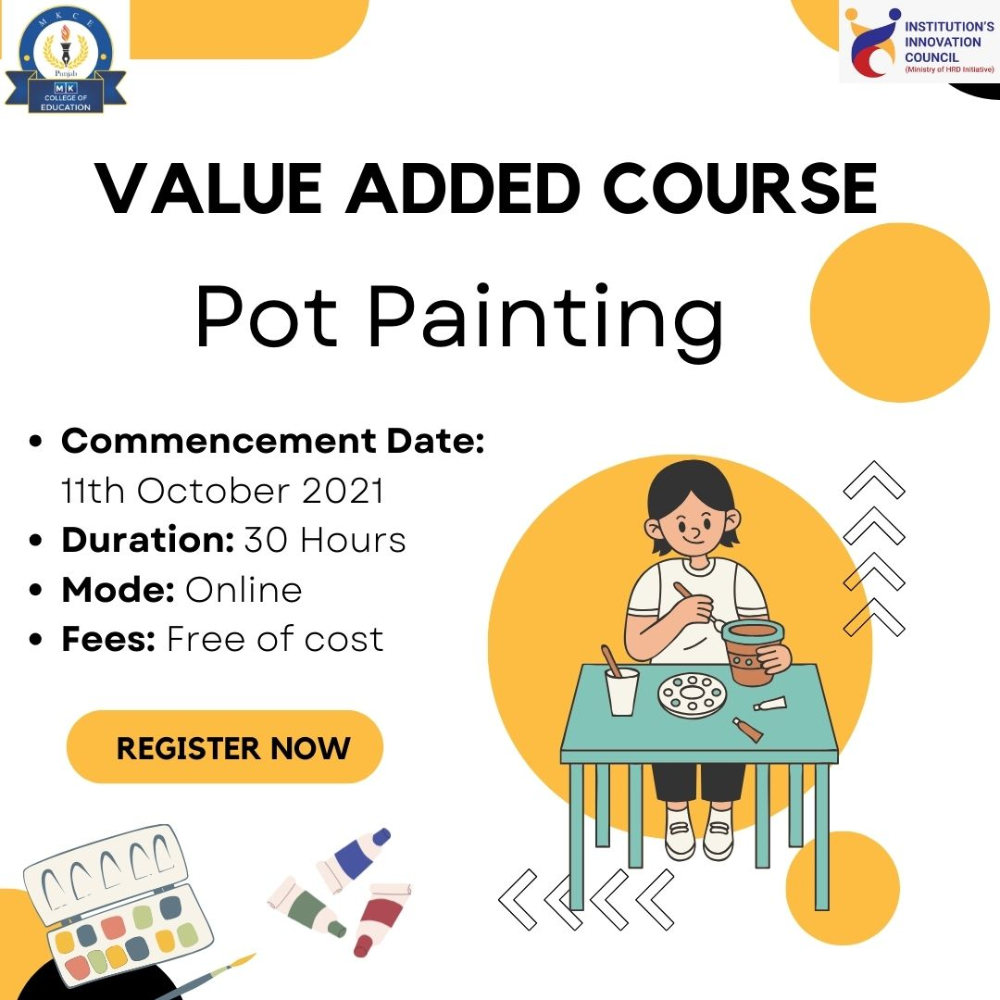 M K C E
Punjab
MK
COLLEGE OF
EDUCATION
INSTITUTION'S
INNOVATION
COUNCIL
(Ministry of HRD Initiative)
VALUE ADDED COURSE
Pot Painting
• Commencement Date:
11th October 2021
• Duration: 30 Hours
• Mode: Online
• Fees: Free of cost
REGISTER NOW